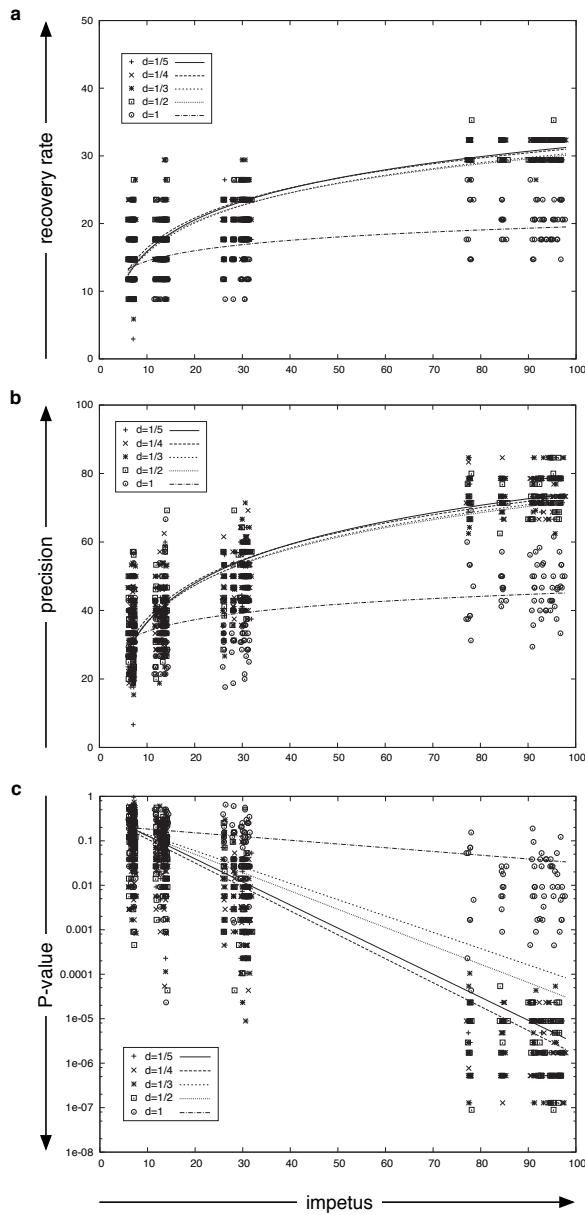 a
50
40
30
20
10
0
recovery rate
d=1/5
d=1/4
d=1/3
d=1/2
d=1
0 10 20 30 40 50 60 70 80 90 100
b
100
80
60
40
20
0
precision
d=1/5
d=1/4
d=1/3
d=1/2
d=1
0 10 20 30 40 50 60 70 80 90 100
c
1
0.1
0.01
0.001
0.0001
1e-05
1e-06
1e-07
1e-08
P-value
d=1/5
d=1/4
d=1/3
d=1/2
d=1
0 10 20 30 40 50 60 70 80 90 100
impetus